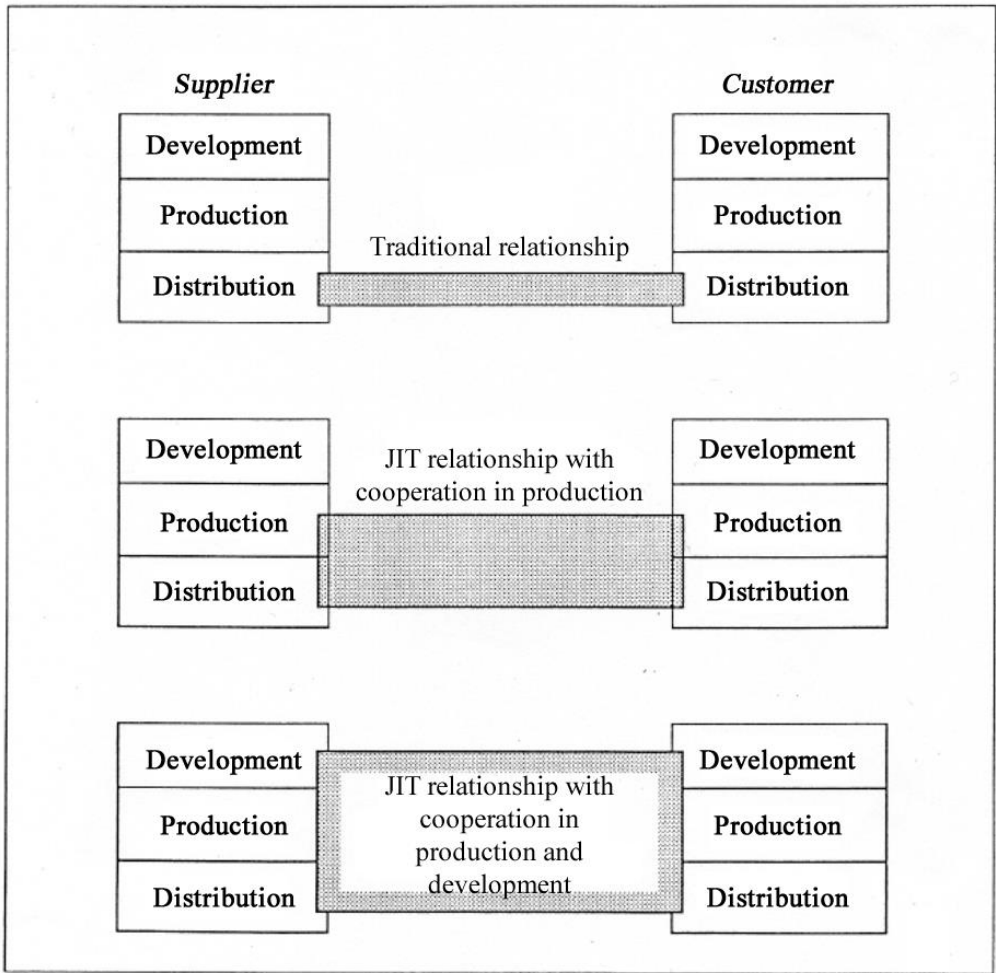 Supplier
Customer
Development
Production
Distribution
Traditional relationship
Development
Production
Distribution
Development
Production
Distribution
JIT relationship with
cooperation in production
Development
Production
Distribution
Development
Production
Distribution
JIT relationship with
cooperation in
production and
development
Development
Production
Distribution